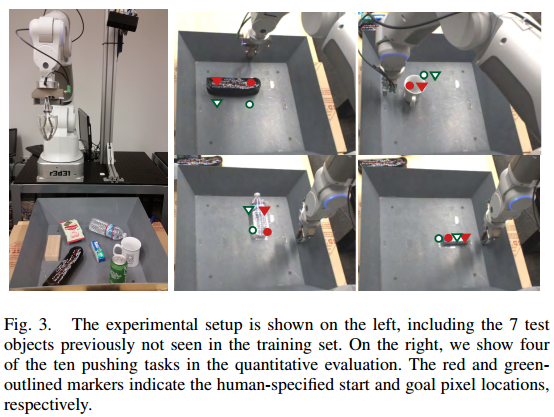 Fig. 3. The experimental setup is shown on the left, including the 7 test
objects previously not seen in the training set. On the right, we show four
of the ten pushing tasks in the quantitative evaluation. The red and green-
outlined markers indicate the human-specified start and goal pixel locations,
respectively.